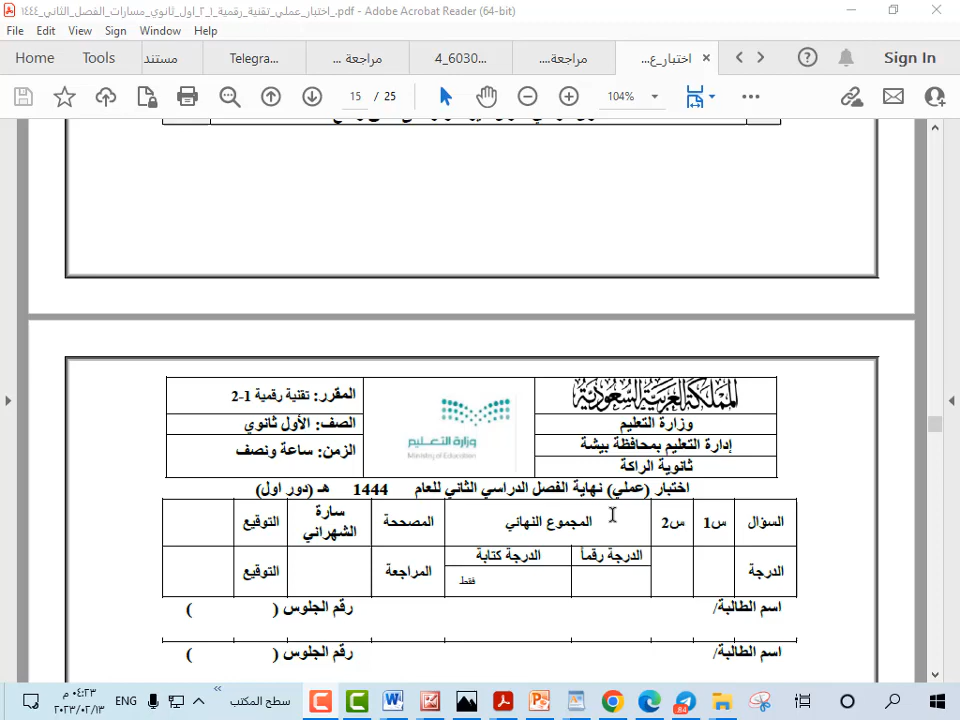 اختبار_عملي_تقنية_رقمية_١_٢_اول_ثانوي_مسارات_الفصل_الثاني_١٤٤٤_.pdf - Adobe Acrobat Reader (64-bit)
File Edit View Sign Window Help
Home Tools مستند Telegra... مراجعة ... 4_6030... مراجعة.... اختبار_ع... Sign In
15 / 25 104%
المملكة العربية السعودية
وزارة التعليم
إدارة التعليم بمحافظة بيشة
ثانوية الراكة
وزارة التعليم
Ministry of Education
المقرر: تقنية رقمية 1-2
الصف: الأول ثانوي
الزمن: ساعة ونصف
اختبار (عملي) نهاية الفصل الدراسي الثاني للعام 1444 هـ (دور اول)
السؤال س1 س2 المجموع النهائي المصححة سارة الشهراني التوقيع
الدرجة الدرجة رقماً الدرجة كتابة المراجعة التوقيع
فقط
اسم الطالبة/ رقم الجلوس ( )
اسم الطالبة/ رقم الجلوس ( )
٠٤:٢٣ م
٢٠٢٣/٠٢/١٣
ENG سطح المكتب
84